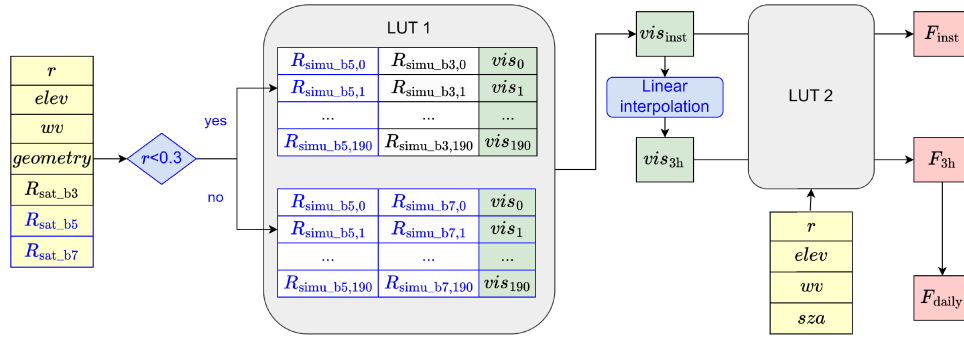 r
elev
wv
geometry
R_sat_b3
R_sat_b5
R_sat_b7
r<0.3
yes
no
LUT 1
R_simu_b5,0 R_simu_b3,0 vis_0
R_simu_b5,1 R_simu_b3,1 vis_1
... ... ...
R_simu_b5,190 R_simu_b3,190 vis_190
R_simu_b5,0 R_simu_b7,0 vis_0
R_simu_b5,1 R_simu_b7,1 vis_1
... ... ...
R_simu_b5,190 R_simu_b7,190 vis_190
vis_inst
Linear
interpolation
vis_3h
LUT 2
r
elev
wv
sza
F_inst
F_3h
F_daily